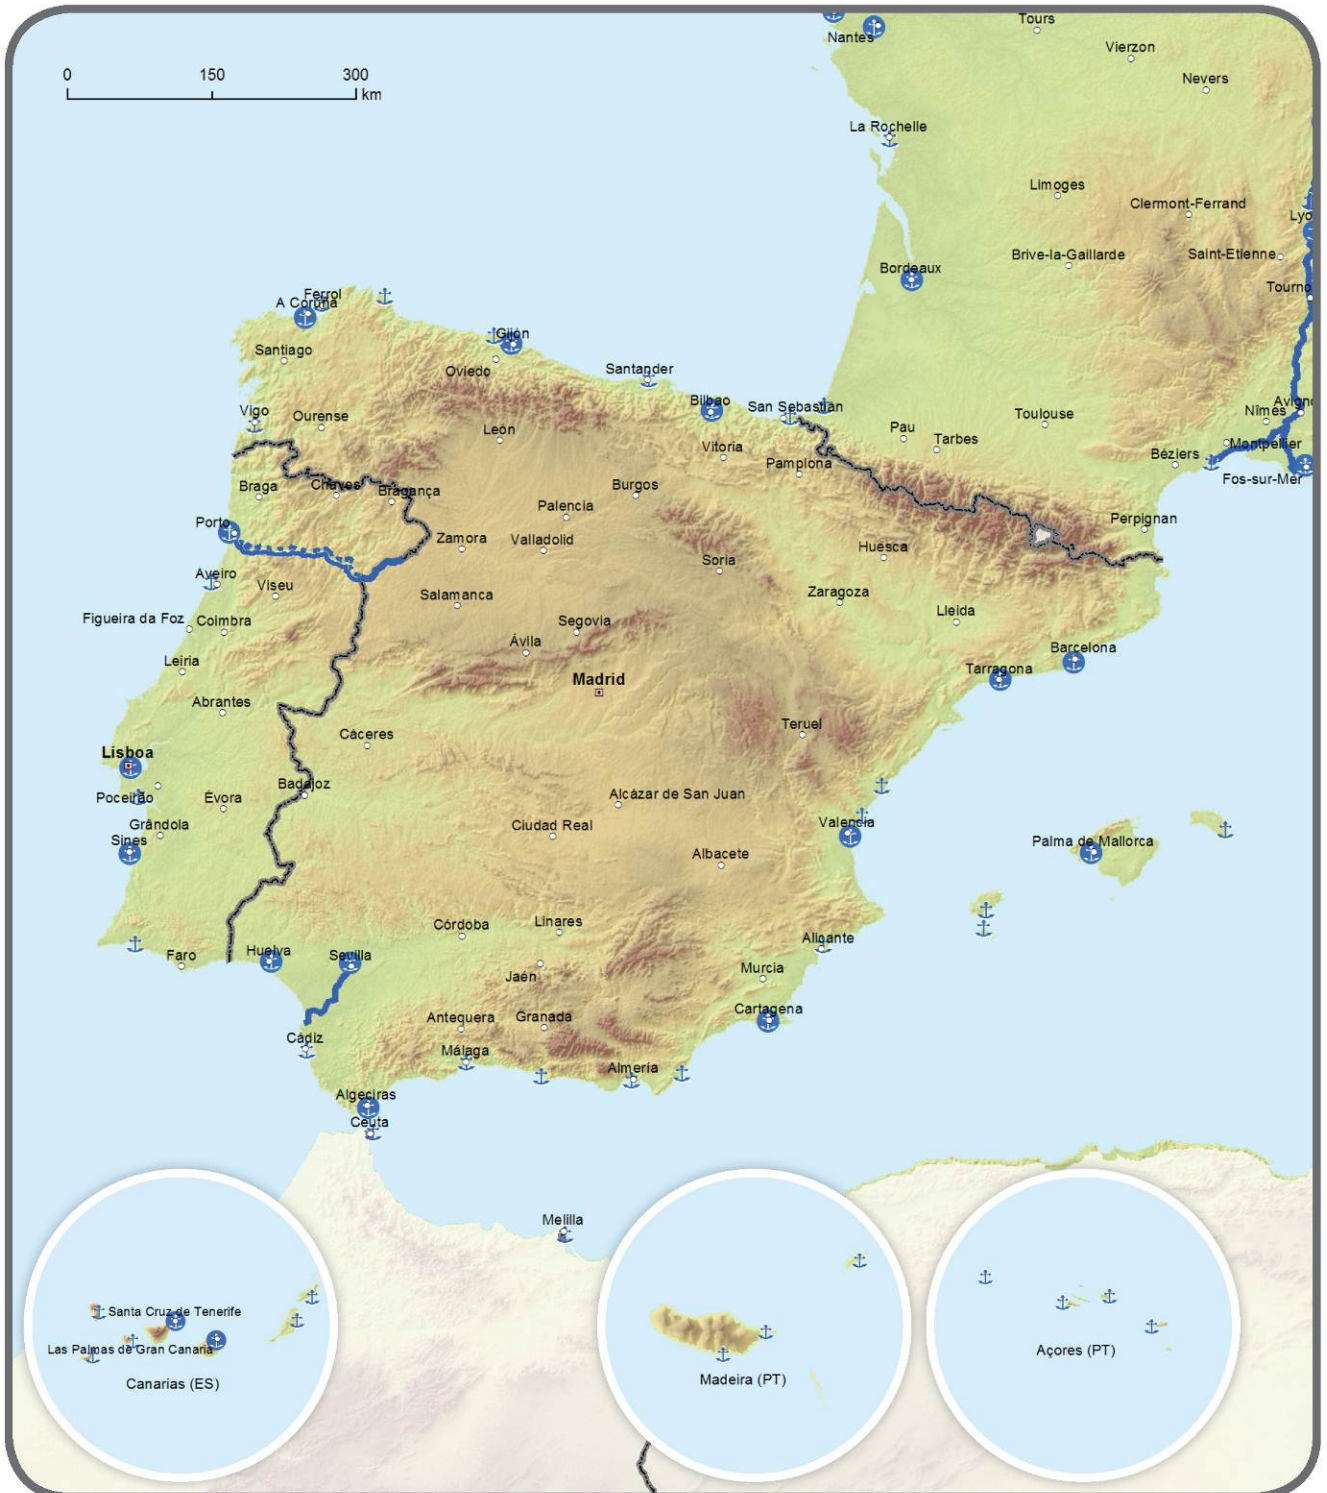 Tours
Nantes
Vierzon
0 150 300
km
Nevers
La Rochelle
Limoges
Clermont-Ferrand
Lyo
Brive-la-Gaillarde
Saint-Etienne
Bordeaux
Tourno
Ferrol
A Coruña
Gijón
Santiago
Oviedo
Santander
Bilbao
San Sebastián
Avigno
Vigo
Ourense
Nîmes
Toulouse
León
Pau
Tarbes
Montpellier
Vitoria
Béziers
Pamplona
Fos-sur-Mer
Braga
Chaves
Bragança
Burgos
Palencia
Perpignan
Porto
Zamora
Valladolid
Huesca
Soria
Aveiro
Viseu
Salamanca
Zaragoza
Lleida
Figueira da Foz
Coimbra
Segovia
Ávila
Barcelona
Leiria
Tarragona
Madrid
Abrantes
Teruel
Cáceres
Lisboa
Badajoz
Poceirão
Évora
Alcázar de San Juan
Grândola
Ciudad Real
Valencia
Sines
Palma de Mallorca
Albacete
Córdoba
Linares
Alicante
Faro
Huelva
Sevilla
Jaén
Murcia
Cartagena
Antequera
Granada
Cádiz
Málaga
Almería
Algeciras
Ceuta
Melilla
Santa Cruz de Tenerife
Las Palmas de Gran Canaria
Canarias (ES)
Madeira (PT)
Açores (PT)